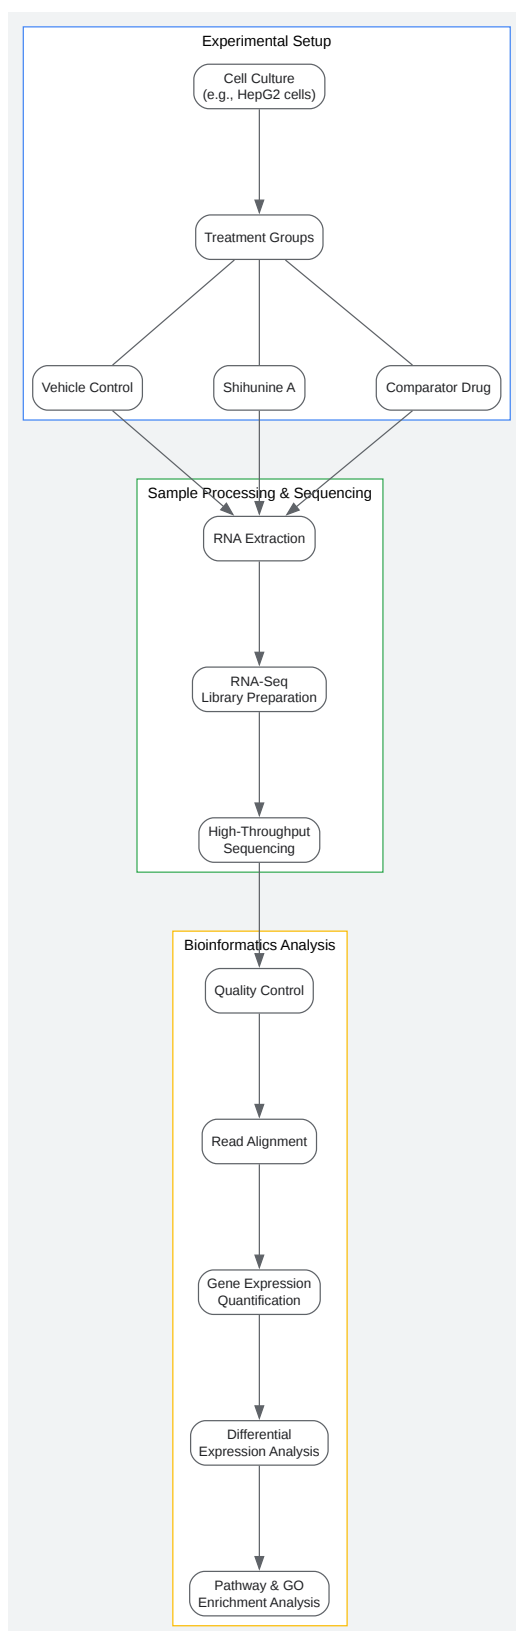 Experimental Setup
Cell Culture
(e.g., HepG2 cells)
Treatment Groups
Vehicle Control
Shihunine A
Comparator Drug
Sample Processing & Sequencing
RNA Extraction
RNA-Seq
Library Preparation
High-Throughput
Sequencing
Bioinformatics Analysis
Quality Control
Read Alignment
Gene Expression
Quantification
Differential
Expression Analysis
Pathway & GO
Enrichment Analysis